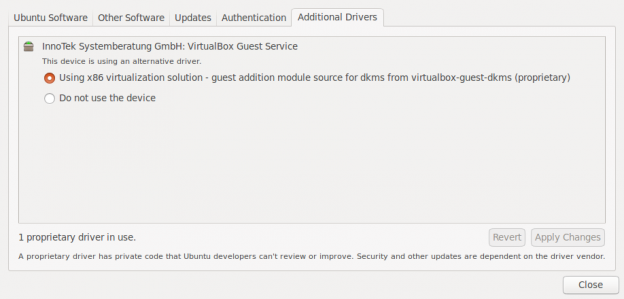 Ubuntu Software Other Software Updates Authentication Additional Drivers
InnoTek Systemberatung GmbH: VirtualBox Guest Service
This device is using an alternative driver.
Using x86 virtualization solution - guest addition module source for dkms from virtualbox-guest-dkms (proprietary)
Do not use the device
1 proprietary driver in use.
Revert Apply Changes
A proprietary driver has private code that Ubuntu developers can't review or improve. Security and other updates are dependent on the driver vendor.
Close